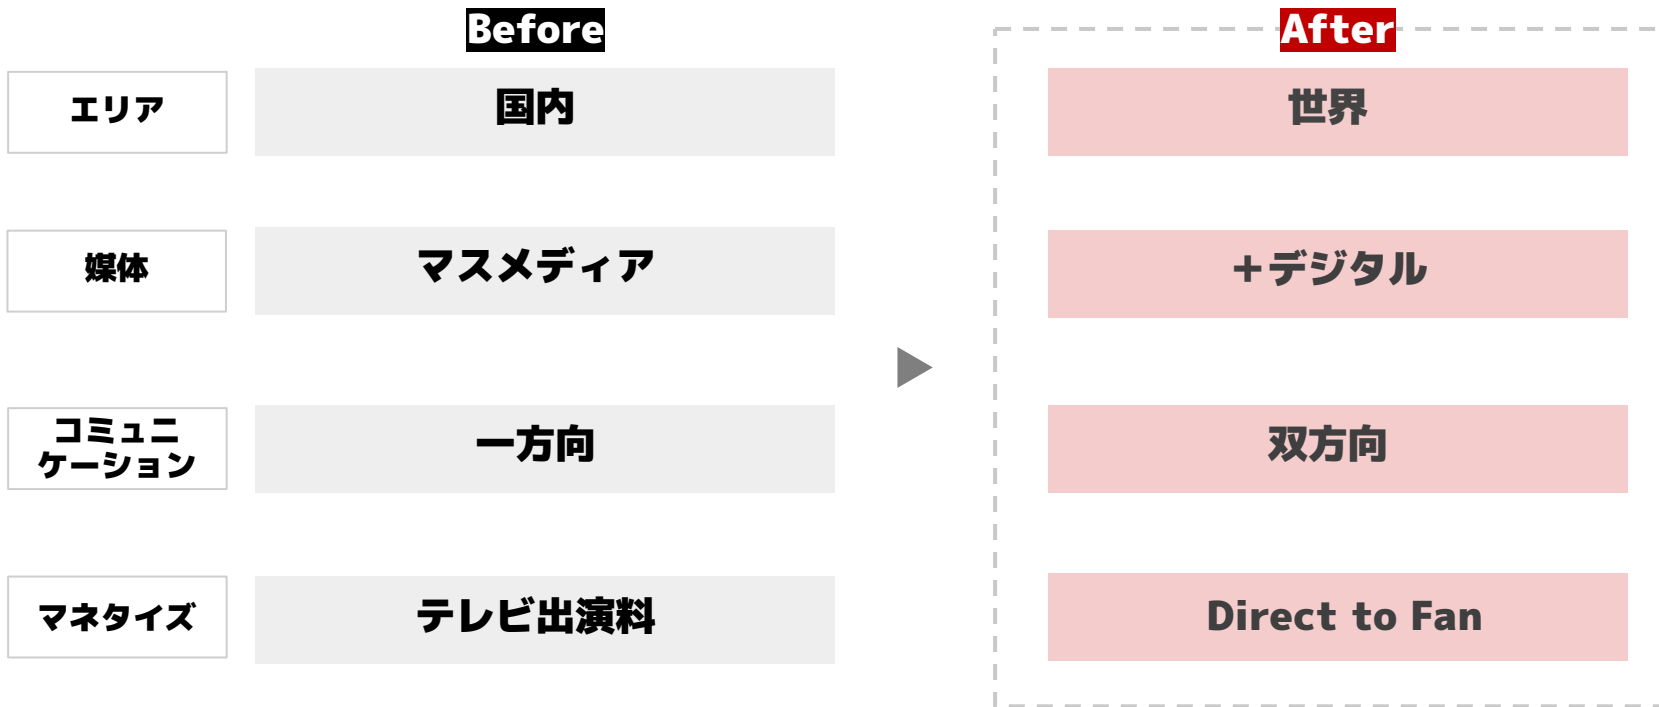 Before
After
エリア
国内
世界
媒体
マスメディア
＋デジタル
コミュニ
ケーション
一方向
双方向
マネタイズ
テレビ出演料
Direct to Fan